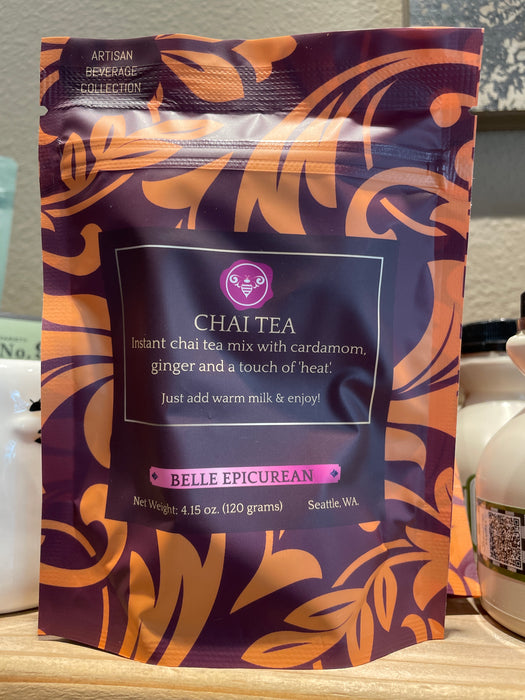 ARTISAN
BEVERAGE
COLLECTION
CHAI TEA
Instant chai tea mix with cardamom,
ginger and a touch of 'heat'.
Just add warm milk & enjoy!
BELLE EPICUREAN
Net Weight: 4.15 oz. (120 grams) Seattle, WA.
No.